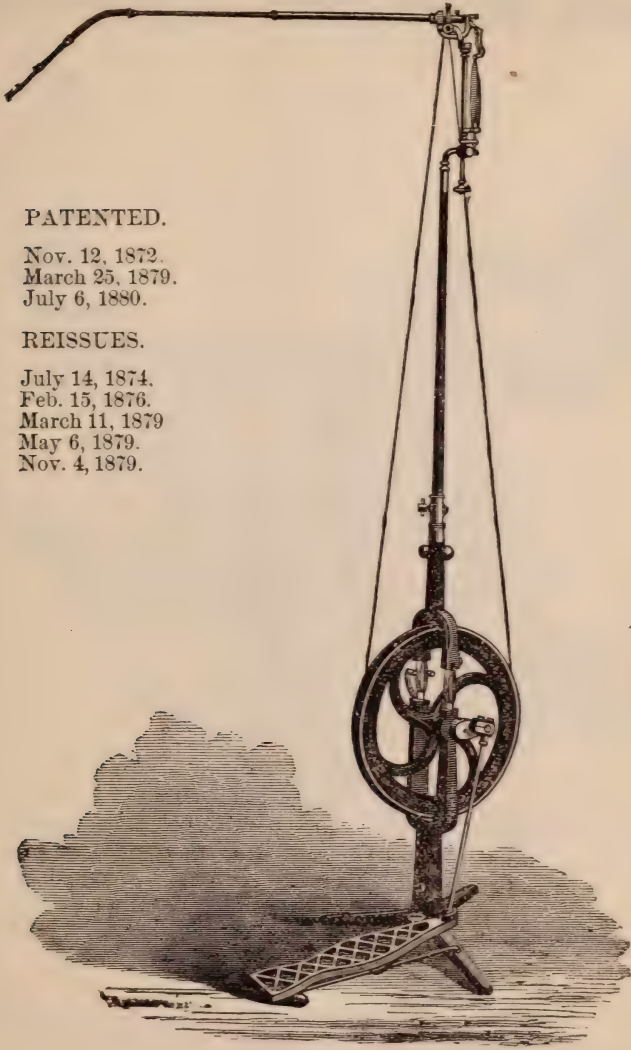 PATENTED.
Nov. 12, 1872.
March 25, 1879.
July 6, 1880.
REISSUES.
July 14, 1874.
Feb. 15, 1876.
March 11, 1879
May 6, 1879.
Nov. 4, 1879.